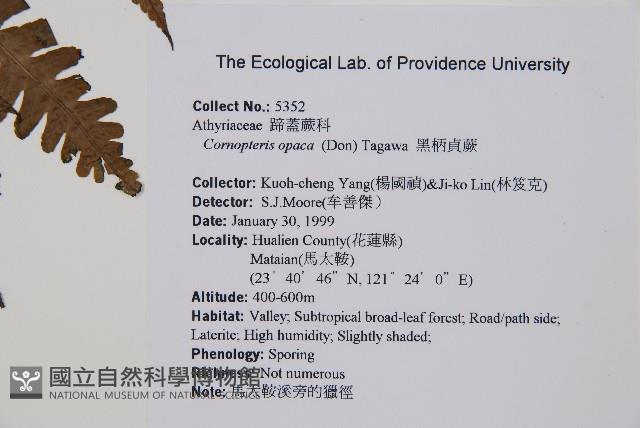 The Ecological Lab. of Providence University
Collect No.: 5352
Athyriaceae 蹄蓋蕨科
Cornopteris opaca (Don) Tagawa 黑柄貞蕨
Collector: Kuoh-cheng Yang(楊國禎)&Ji-ko Lin(林笈克)
Detector: S.J.Moore(牟善傑)
Date: January 30, 1999
Locality: Hualien County(花蓮縣)
Mataian(馬太鞍)
(23°40'46"N, 121°24'0"E)
Altitude: 400-600m
Habitat: Valley; Subtropical broad-leaf forest; Road/path side;
Laterite; High humidity; Slightly shaded;
Phenology: Sporing
Not numerous
Note: 馬太鞍溪旁的獵徑
國立自然科學博物館
NATIONAL MUSEUM OF NATURAL SCIENCE